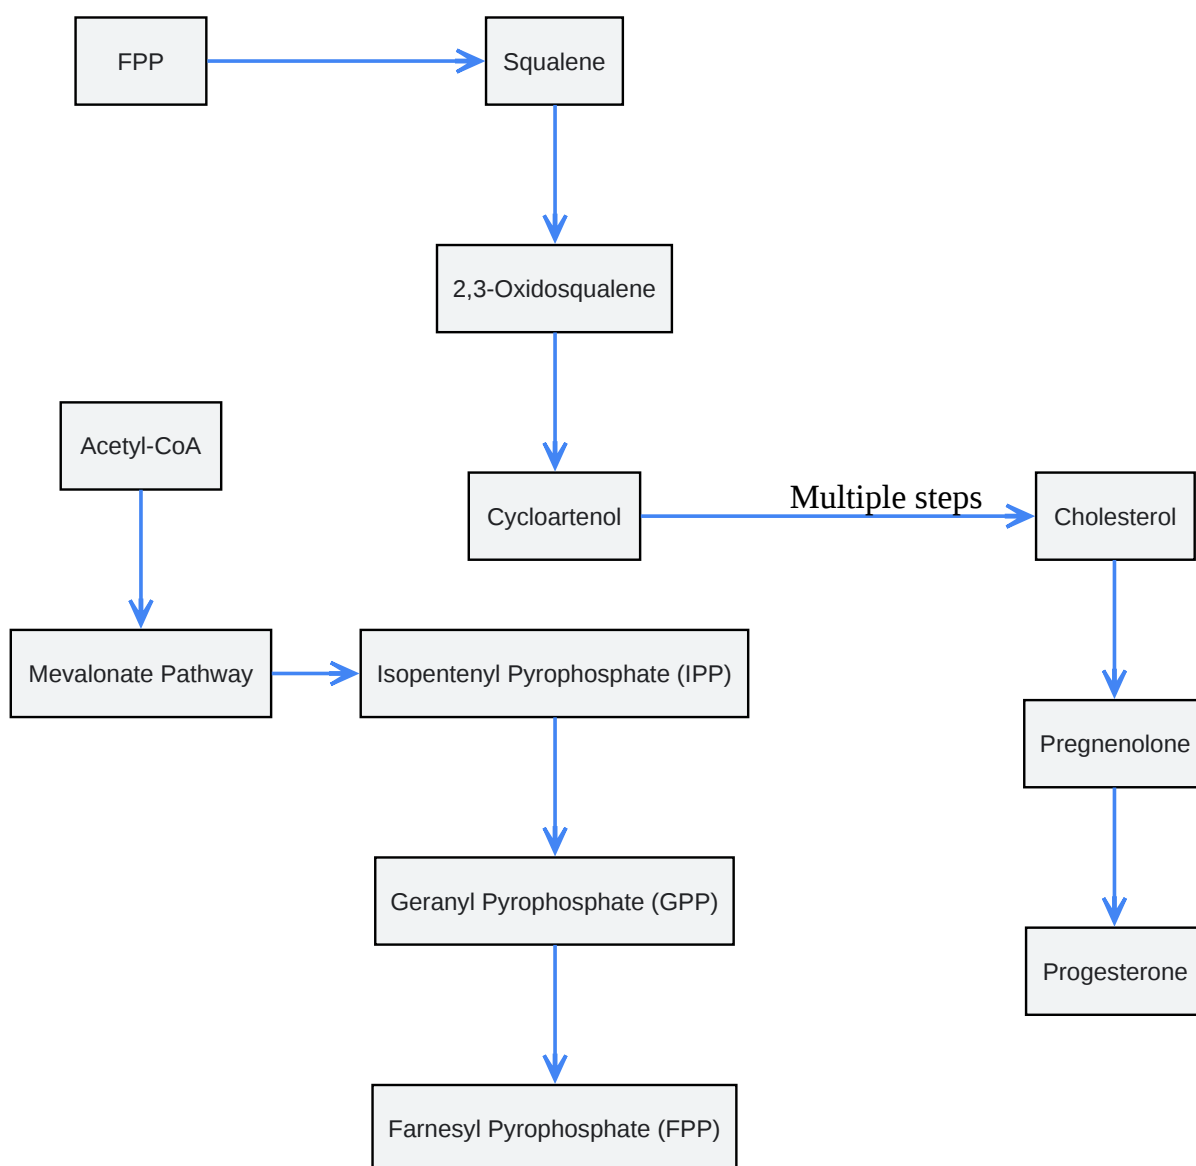 FPP
Squalene
2,3-Oxidosqualene
Acetyl-CoA
Cycloartenol
Multiple steps
Cholesterol
Mevalonate Pathway
Isopentenyl Pyrophosphate (IPP)
Pregnenolone
Geranyl Pyrophosphate (GPP)
Progesterone
Farnesyl Pyrophosphate (FPP)